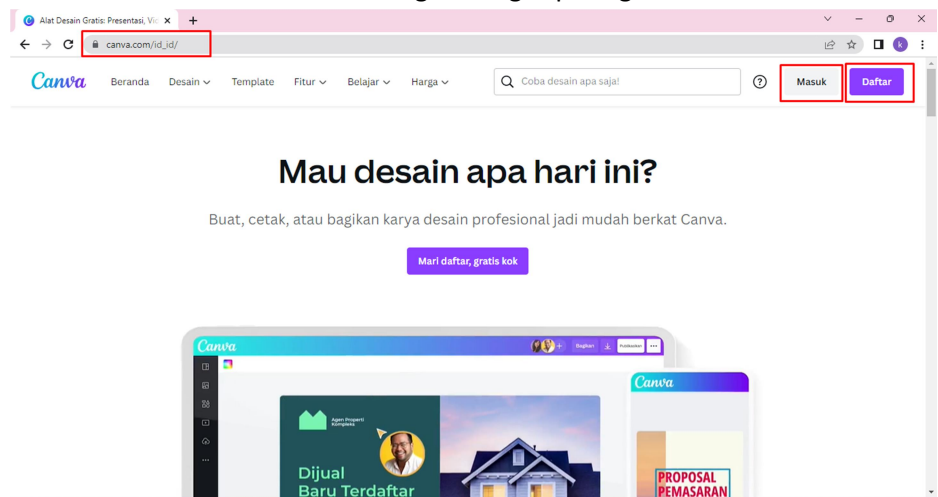 Alat Desain Gratis: Presentasi, Vic
canva.com/id_id/
k
Canva Beranda Desain Template Fitur Belajar Harga Coba desain apa saja! Masuk Daftar
Mau desain apa hari ini?
Buat, cetak, atau bagikan karya desain profesional jadi mudah berkat Canva.
Mari daftar, gratis kok
Canva
Bagikan
Canva
Agen Properti
Kompleks
Dijual
Baru Terdaftar
PROPOSAL
PEMASARAN